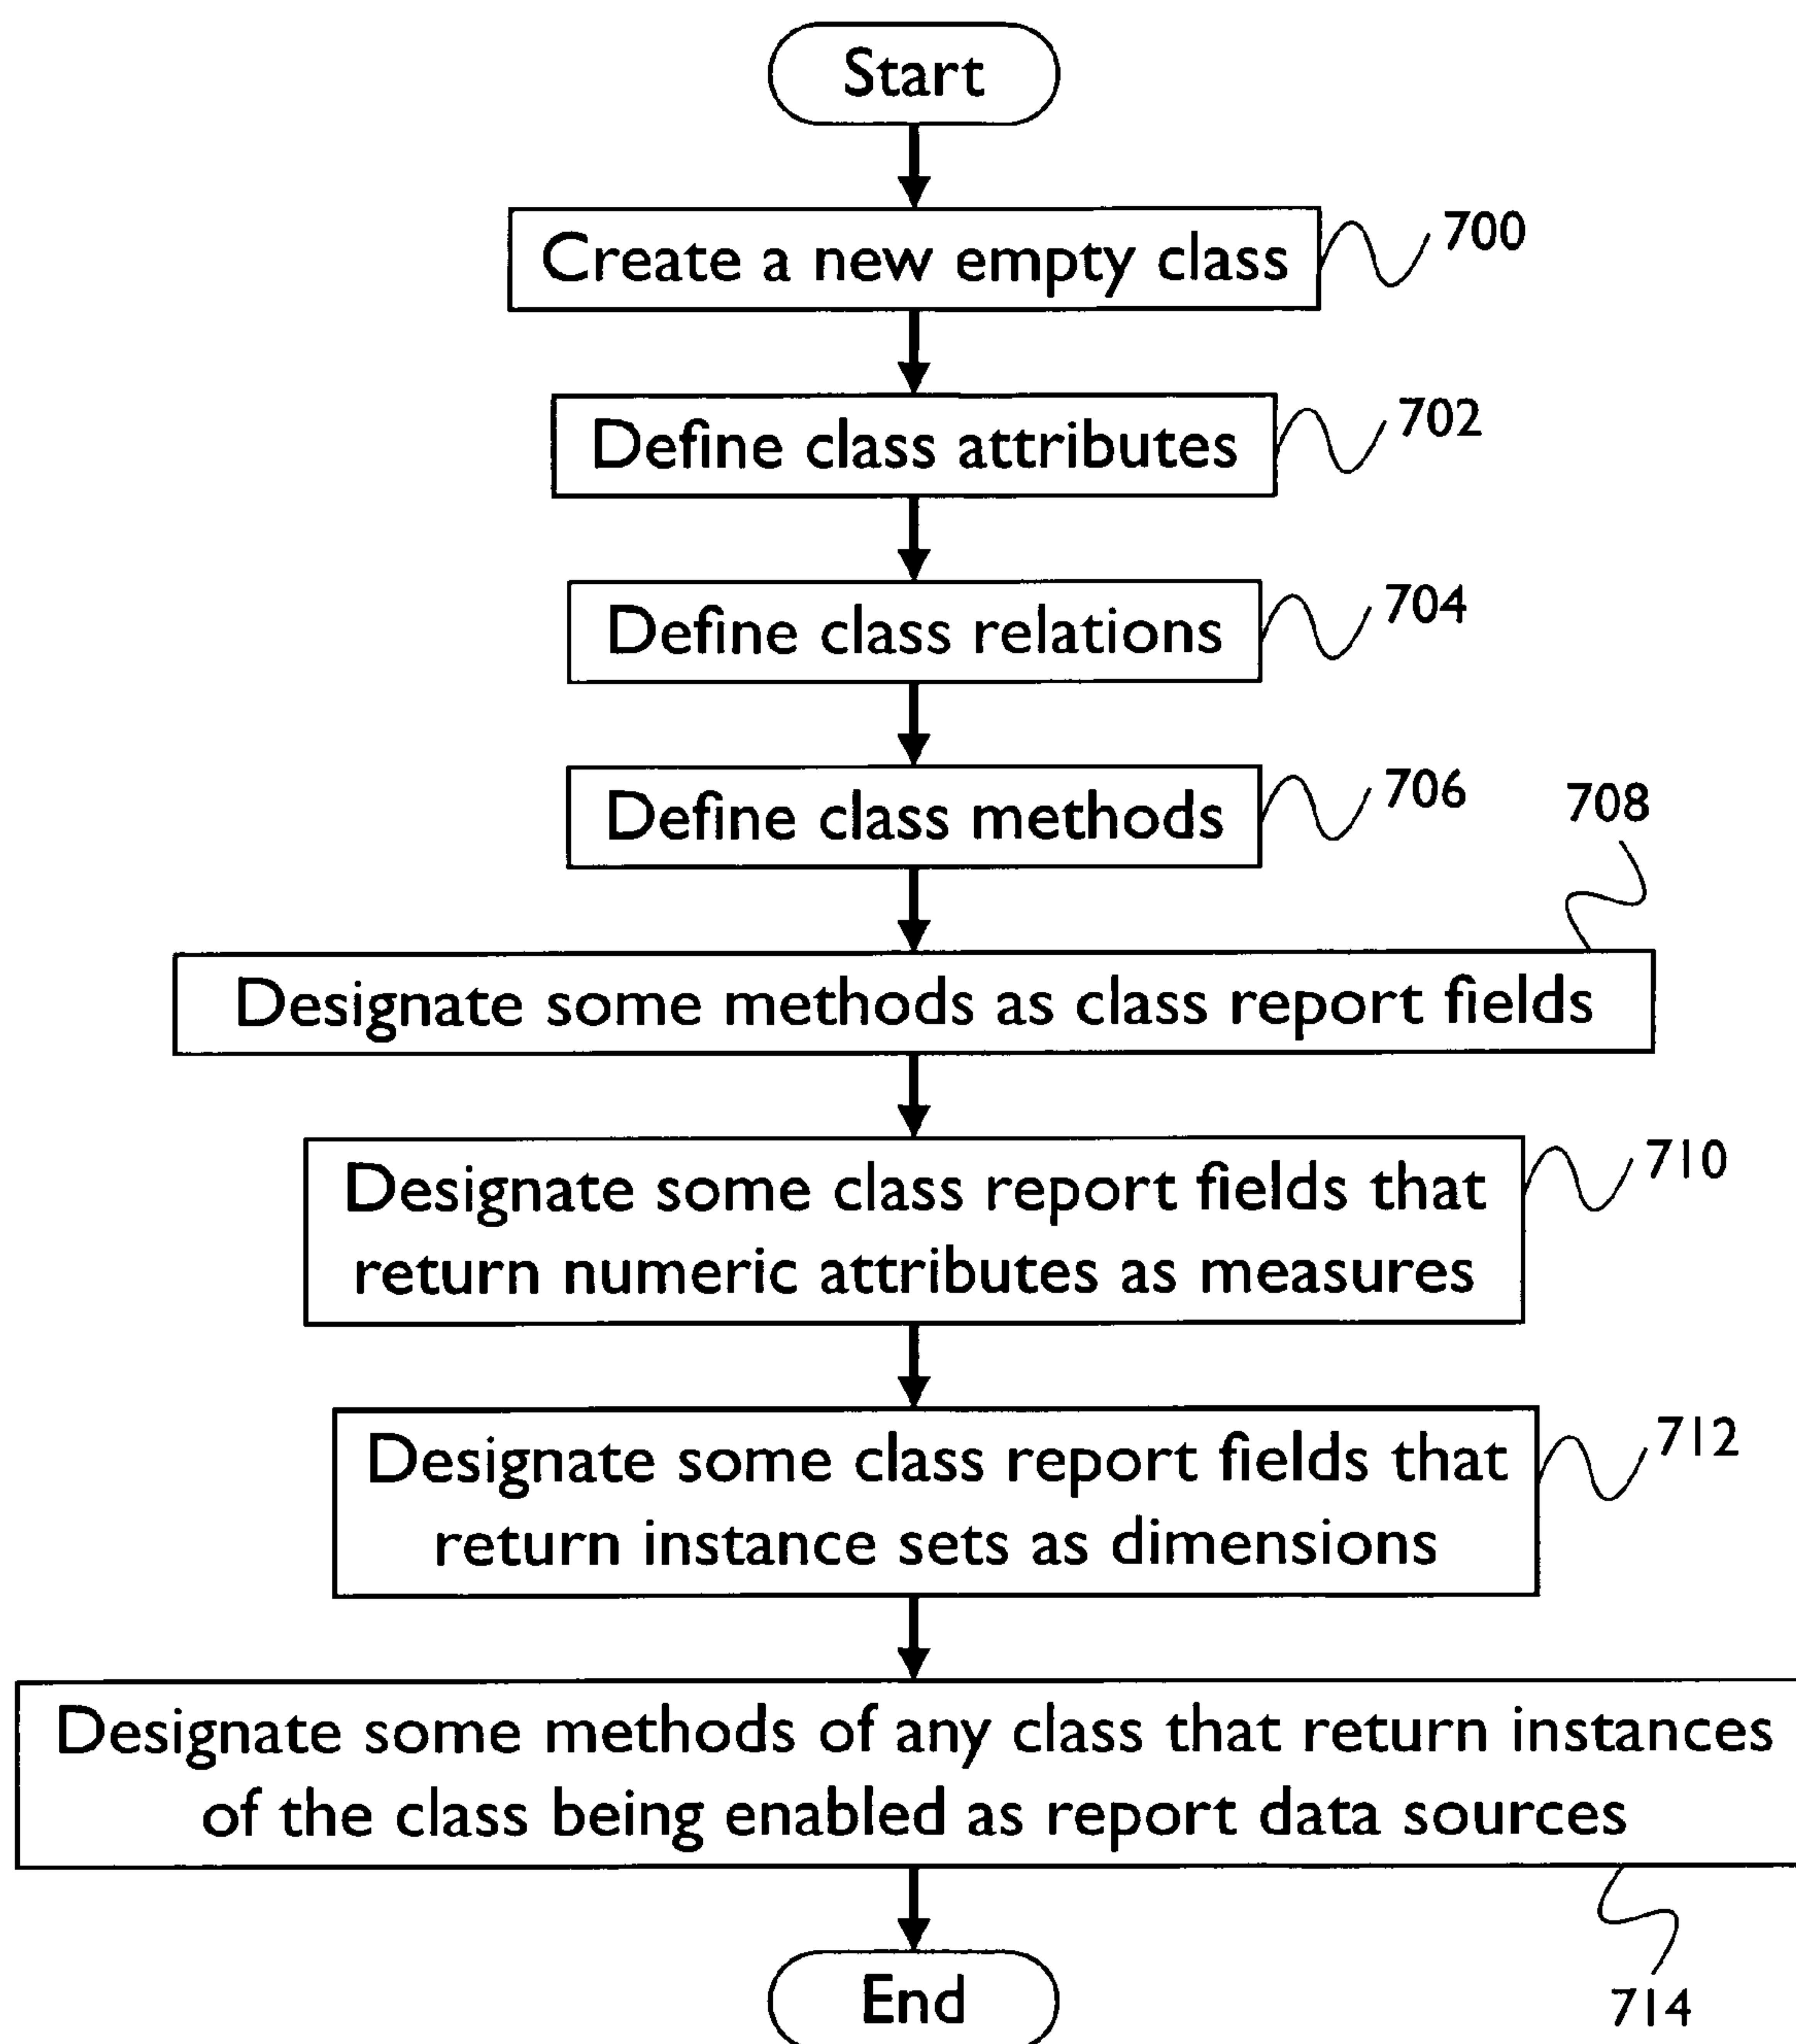 Start
Create a new empty class
700
Define class attributes
702
Define class relations
704
Define class methods
706
708
Designate some methods as class report fields
Designate some class report fields that
return numeric attributes as measures
710
Designate some class report fields that
return instance sets as dimensions
712
Designate some methods of any class that return instances
of the class being enabled as report data sources
714
End